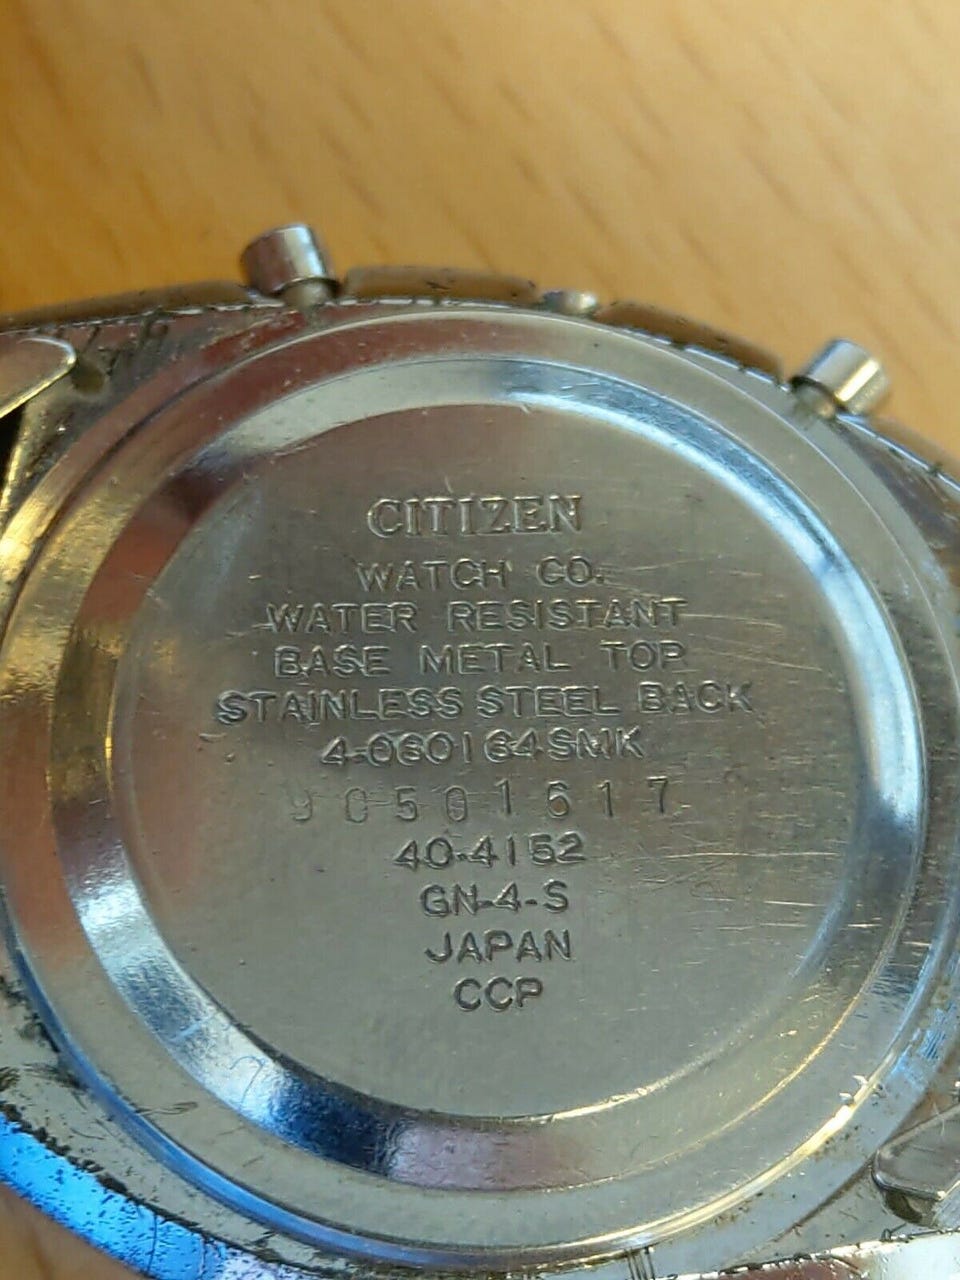 CITIZEN
WATCH CO.
WATER RESISTANT
BASE METAL TOP
STAINLESS STEEL BACK
4-060164SMK
90501617
40-4152
GN-4-S
JAPAN
CCP